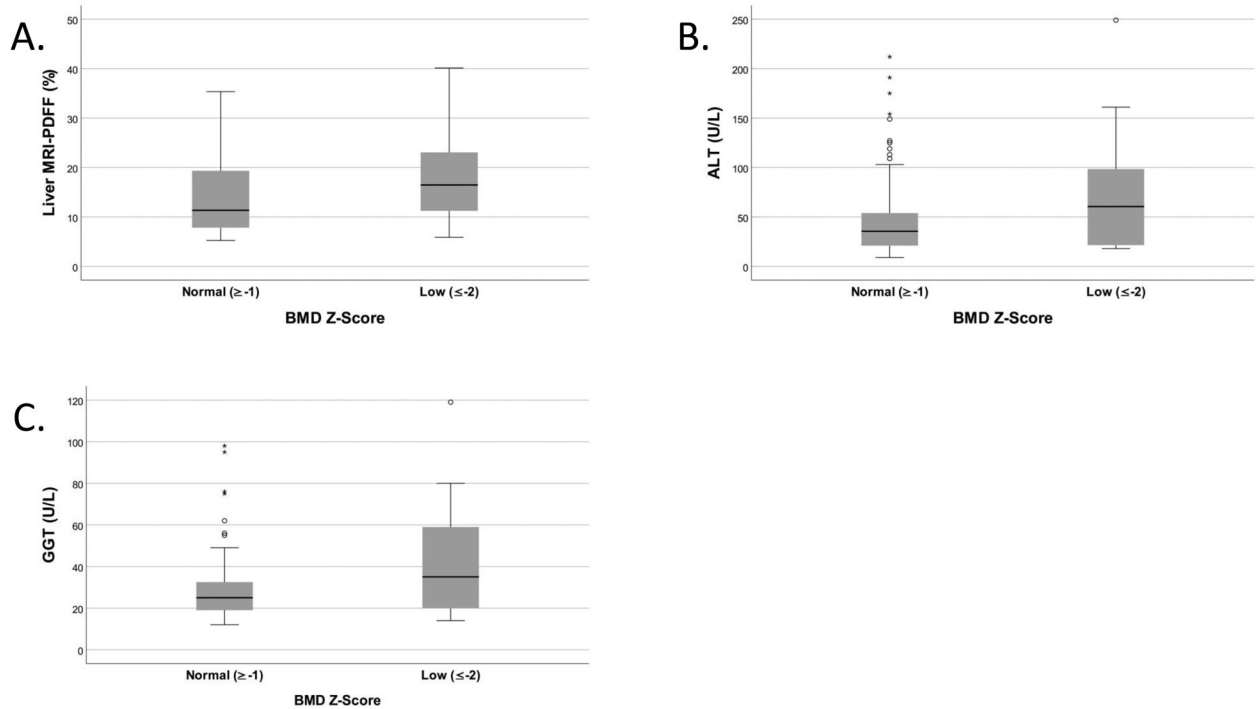 A.
Liver MRI-PDFF (%)
50
40
30
20
10
0
Normal (≥-1)
Low (≤-2)
BMD Z-Score
B.
ALT (U/L)
250
200
150
100
50
0
Normal (≥-1)
Low (≤-2)
BMD Z-Score
C.
GGT (U/L)
120
100
80
60
40
20
0
Normal (≥-1)
Low (≤-2)
BMD Z-Score